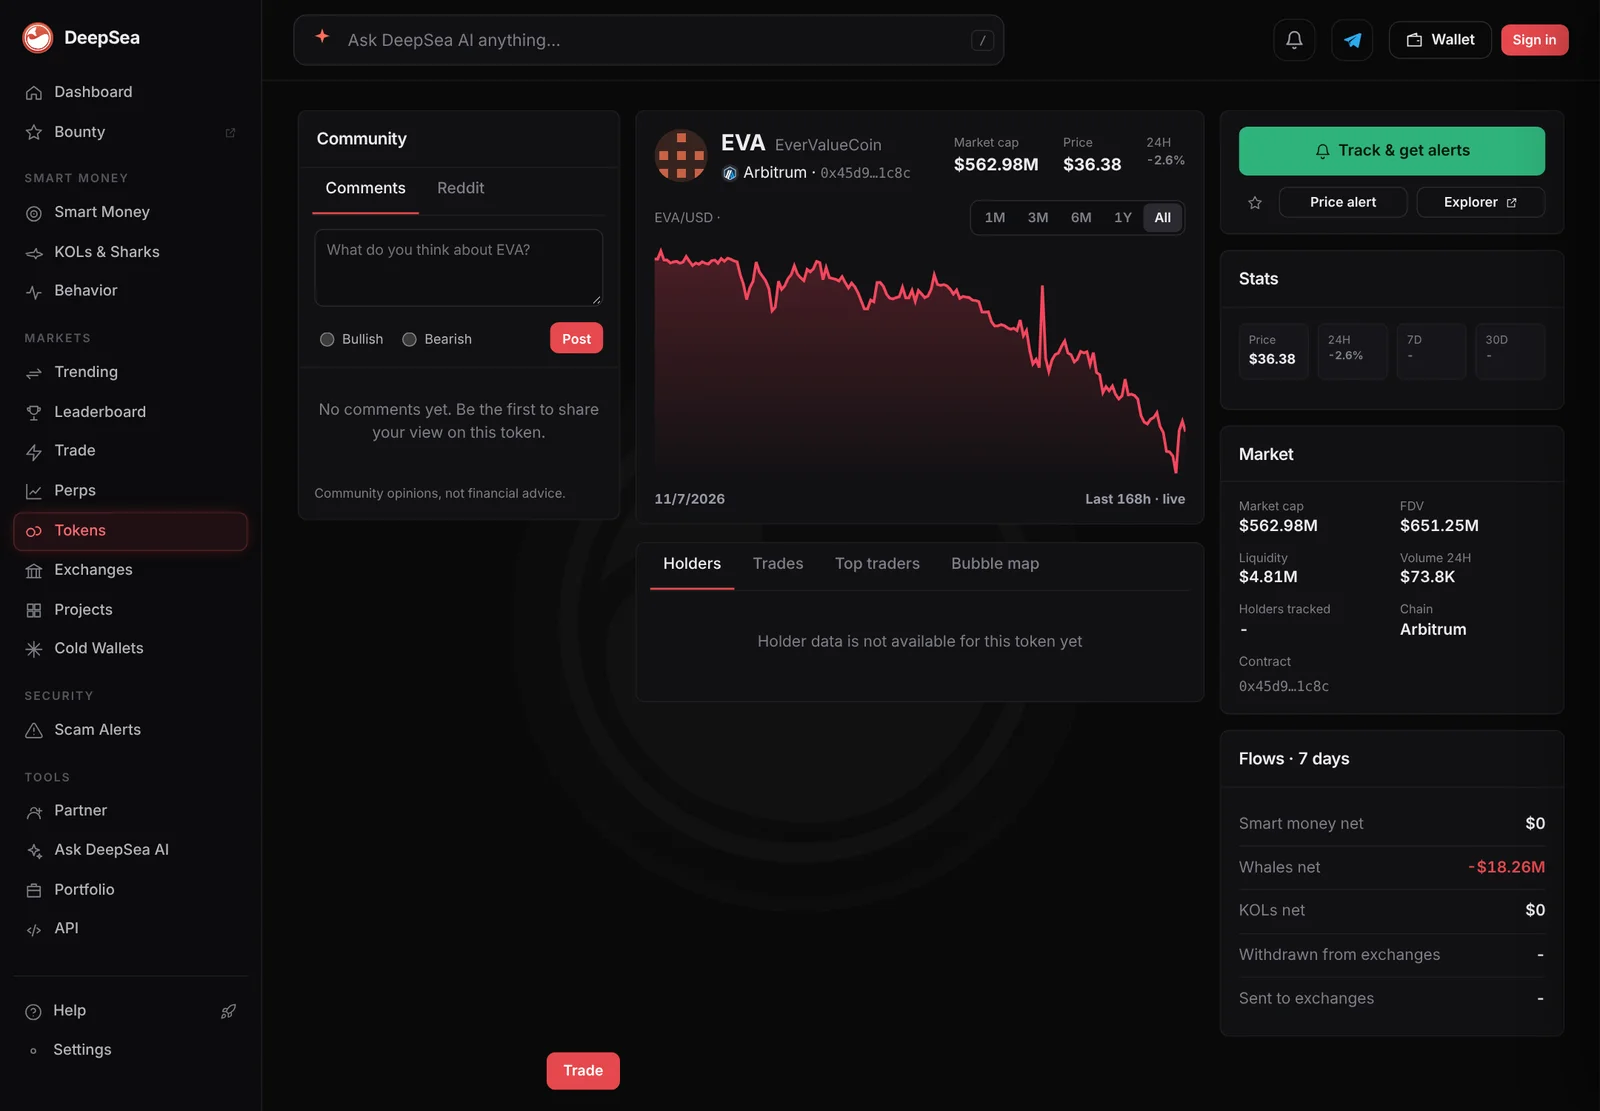 DeepSea
Dashboard
Bounty
SMART MONEY
Smart Money
KOLs & Sharks
Behavior
MARKETS
Trending
Leaderboard
Trade
Perps
Tokens
Exchanges
Projects
Cold Wallets
SECURITY
Scam Alerts
TOOLS
Partner
Ask DeepSea AI
Portfolio
API
Help
Settings
Ask DeepSea AI anything...
/
Wallet
Sign in
Community
Comments Reddit
What do you think about EVA?
Bullish Bearish
Post
No comments yet. Be the first to share
your view on this token.
Community opinions, not financial advice.
EVA EverValueCoin
Arbitrum · 0x45d9…1c8c
Market cap
$562.98M
Price
$36.38
24H
-2.6%
EVA/USD ·
1M 3M 6M 1Y All
11/7/2026
Last 168h · live
Holders Trades Top traders Bubble map
Holder data is not available for this token yet
Track & get alerts
Price alert
Explorer
Stats
Price
$36.38
24H
-2.6%
7D
-
30D
-
Market
Market cap
$562.98M
FDV
$651.25M
Liquidity
$4.81M
Volume 24H
$73.8K
Holders tracked
-
Chain
Arbitrum
Contract
0x45d9…1c8c
Flows · 7 days
Smart money net $0
Whales net -$18.26M
KOLs net $0
Withdrawn from exchanges -
Sent to exchanges -
Trade